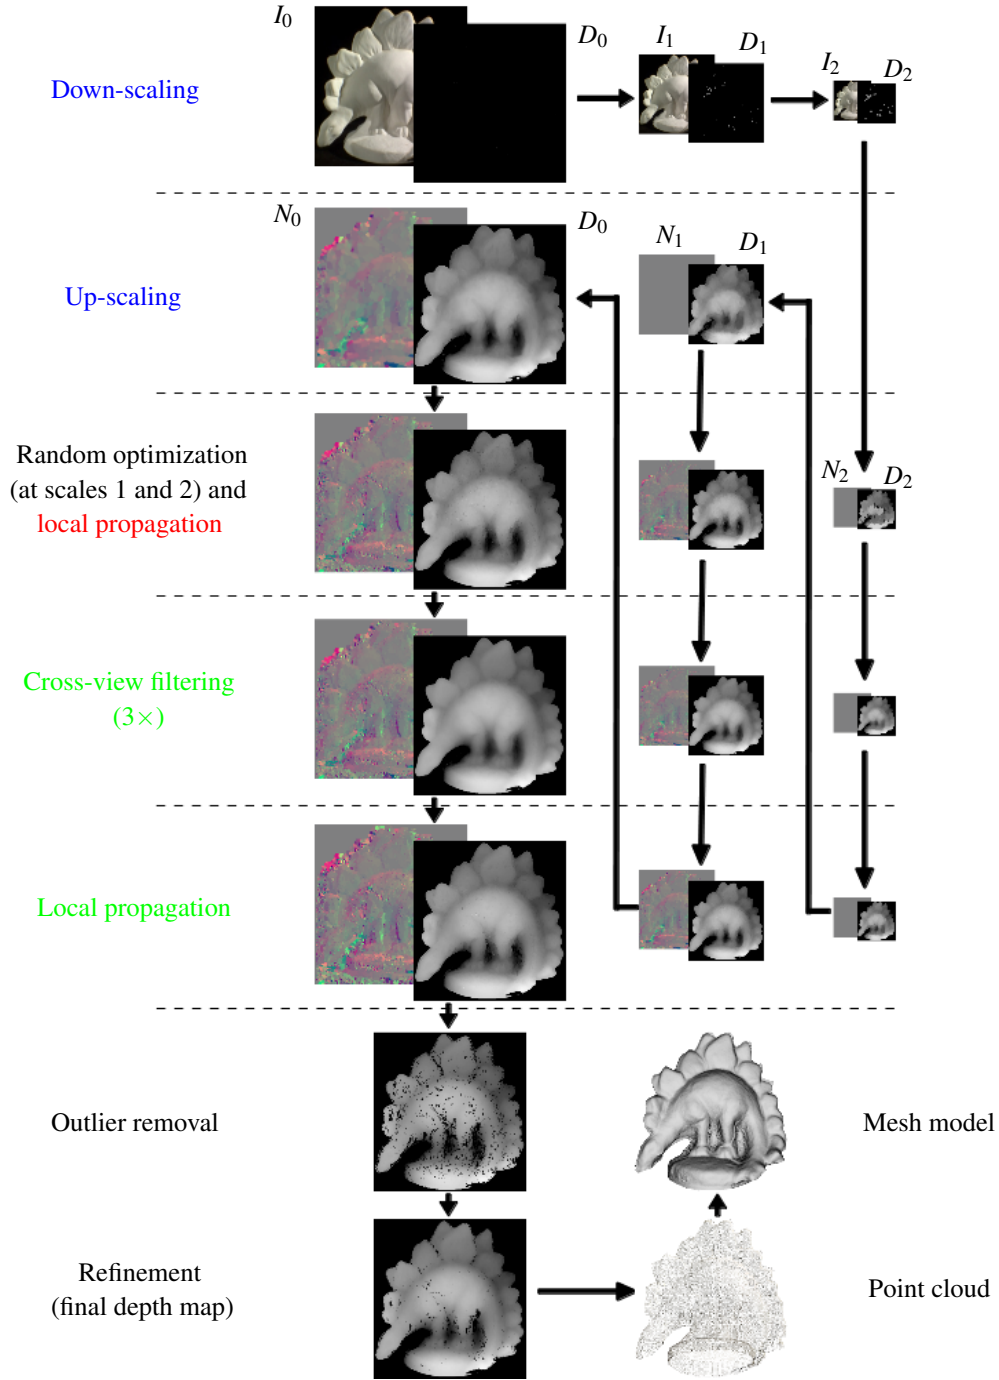 I0
D0
I1
D1
I2
D2
Down-scaling
N0
D0
N1
D1
Up-scaling
Random optimization
(at scales 1 and 2) and
local propagation
N2
D2
Cross-view filtering
(3×)
Local propagation
Outlier removal
Mesh model
Refinement
(final depth map)
Point cloud